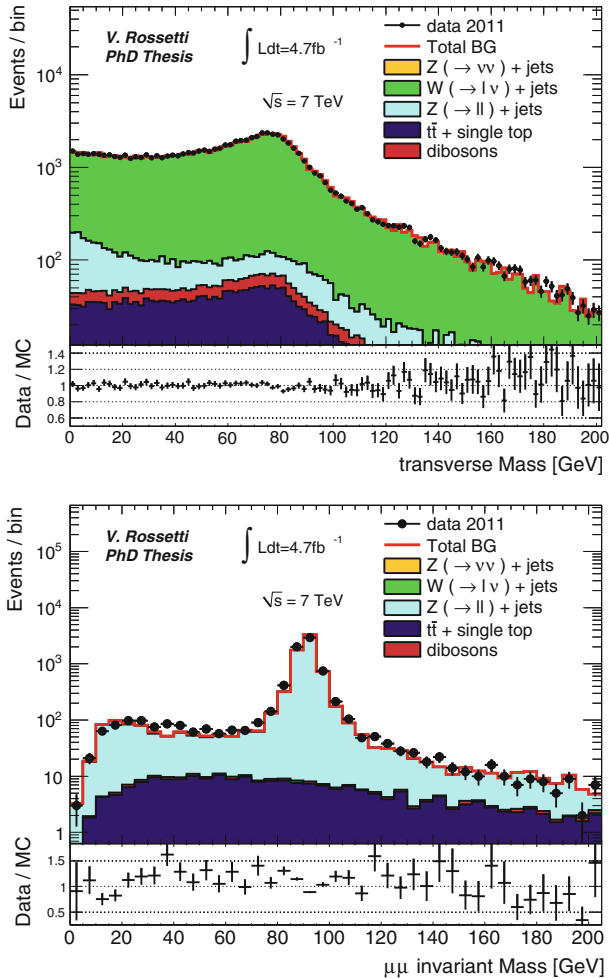 Events / bin
10⁴
10³
10²
V. Rossetti
PhD Thesis
∫ Ldt=4.7fb ⁻¹
√s = 7 TeV
data 2011
Total BG
Z ( → νν) + jets
W ( → l ν) + jets
Z ( → ll) + jets
tt̄ + single top
dibosons
Data / MC
1.4
1.2
1
0.8
0.6
0 20 40 60 80 100 120 140 160 180 200
transverse Mass [GeV]
Events / bin
10⁵
10⁴
10³
10²
10
1
V. Rossetti
PhD Thesis
∫ Ldt=4.7fb ⁻¹
√s = 7 TeV
data 2011
Total BG
Z ( → νν) + jets
W ( → l ν) + jets
Z ( → ll) + jets
tt̄ + single top
dibosons
Data / MC
1.5
1
0.5
0 20 40 60 80 100 120 140 160 180 200
μμ invariant Mass [GeV]